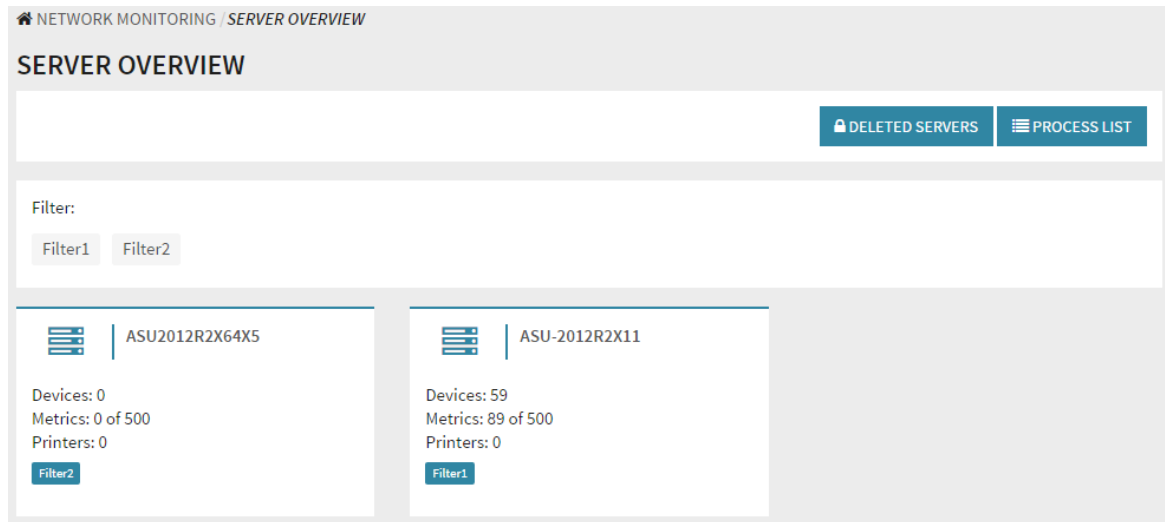 NETWORK MONITORING / SERVER OVERVIEW
SERVER OVERVIEW
DELETED SERVERS
PROCESS LIST
Filter:
Filter1 Filter2
ASU2012R2X64X5
Devices: 0
Metrics: 0 of 500
Printers: 0
Filter2
ASU-2012R2X11
Devices: 59
Metrics: 89 of 500
Printers: 0
Filter1